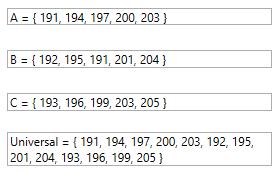 A = { 191, 194, 197, 200, 203 }
B = { 192, 195, 191, 201, 204 }
C = { 193, 196, 199, 203, 205 }
Universal = { 191, 194, 197, 200, 203, 192, 195,
201, 204, 193, 196, 199, 205 }